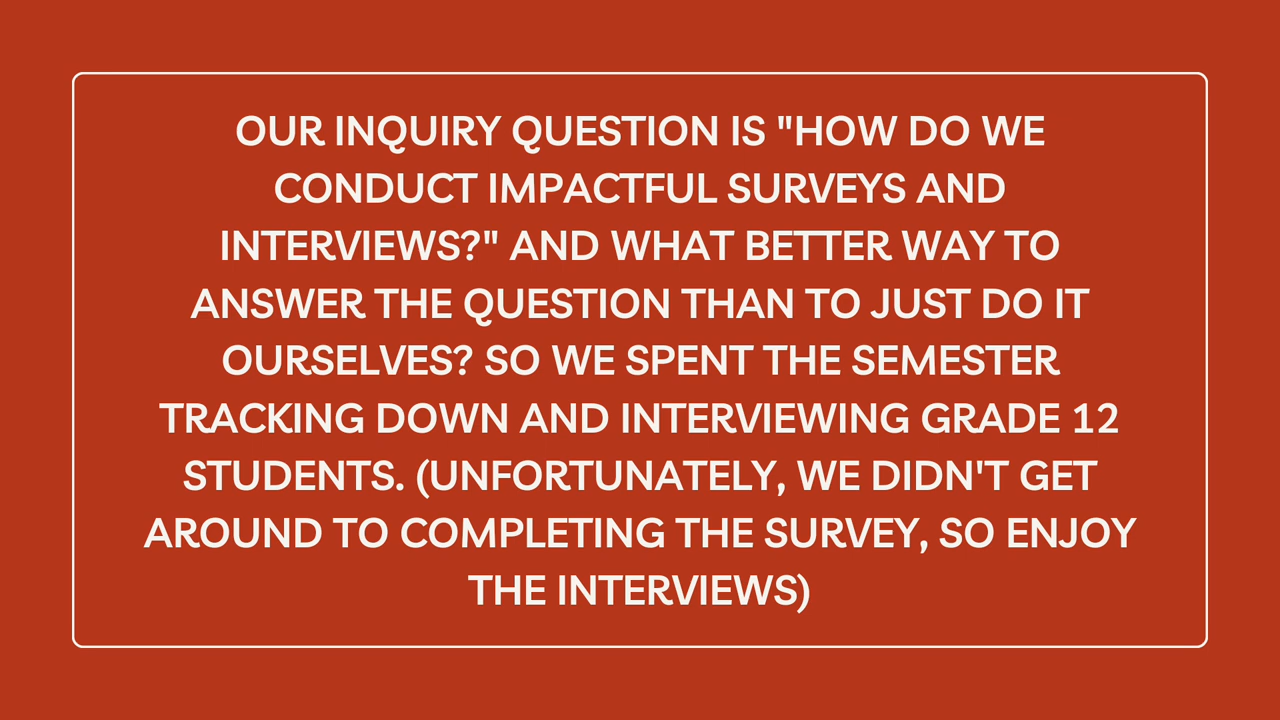 OUR INQUIRY QUESTION IS "HOW DO WE
CONDUCT IMPACTFUL SURVEYS AND
INTERVIEWS?" AND WHAT BETTER WAY TO
ANSWER THE QUESTION THAN TO JUST DO IT
OURSELVES? SO WE SPENT THE SEMESTER
TRACKING DOWN AND INTERVIEWING GRADE 12
STUDENTS. (UNFORTUNATELY, WE DIDN'T GET
AROUND TO COMPLETING THE SURVEY, SO ENJOY
THE INTERVIEWS)